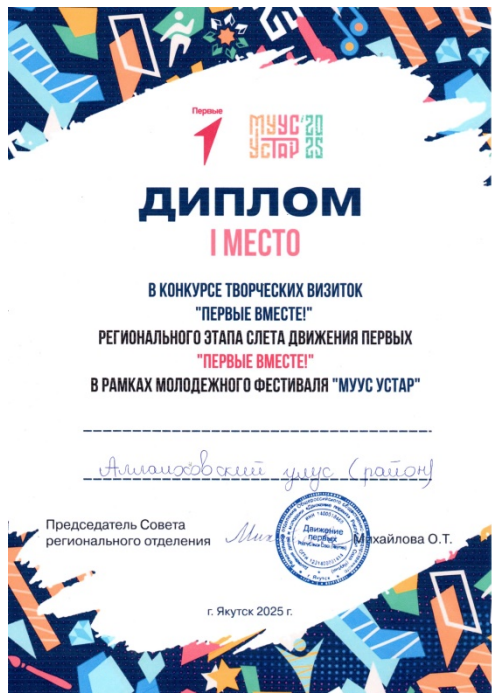 Первые
МУУС'20
УСТАР 25
ДИПЛОМ
I МЕСТО
В КОНКУРСЕ ТВОРЧЕСКИХ ВИЗИТОК
"ПЕРВЫЕ ВМЕСТЕ!"
РЕГИОНАЛЬНОГО ЭТАПА СЛЕТА ДВИЖЕНИЯ ПЕРВЫХ
"ПЕРВЫЕ ВМЕСТЕ!"
В РАМКАХ МОЛОДЕЖНОГО ФЕСТИВАЛЯ "МУУС УСТАР"
Аллаиховский улус (район)
Председатель Совета
регионального отделения
Движение
первых
Михайлова О.Т.
г. Якутск 2025 г.